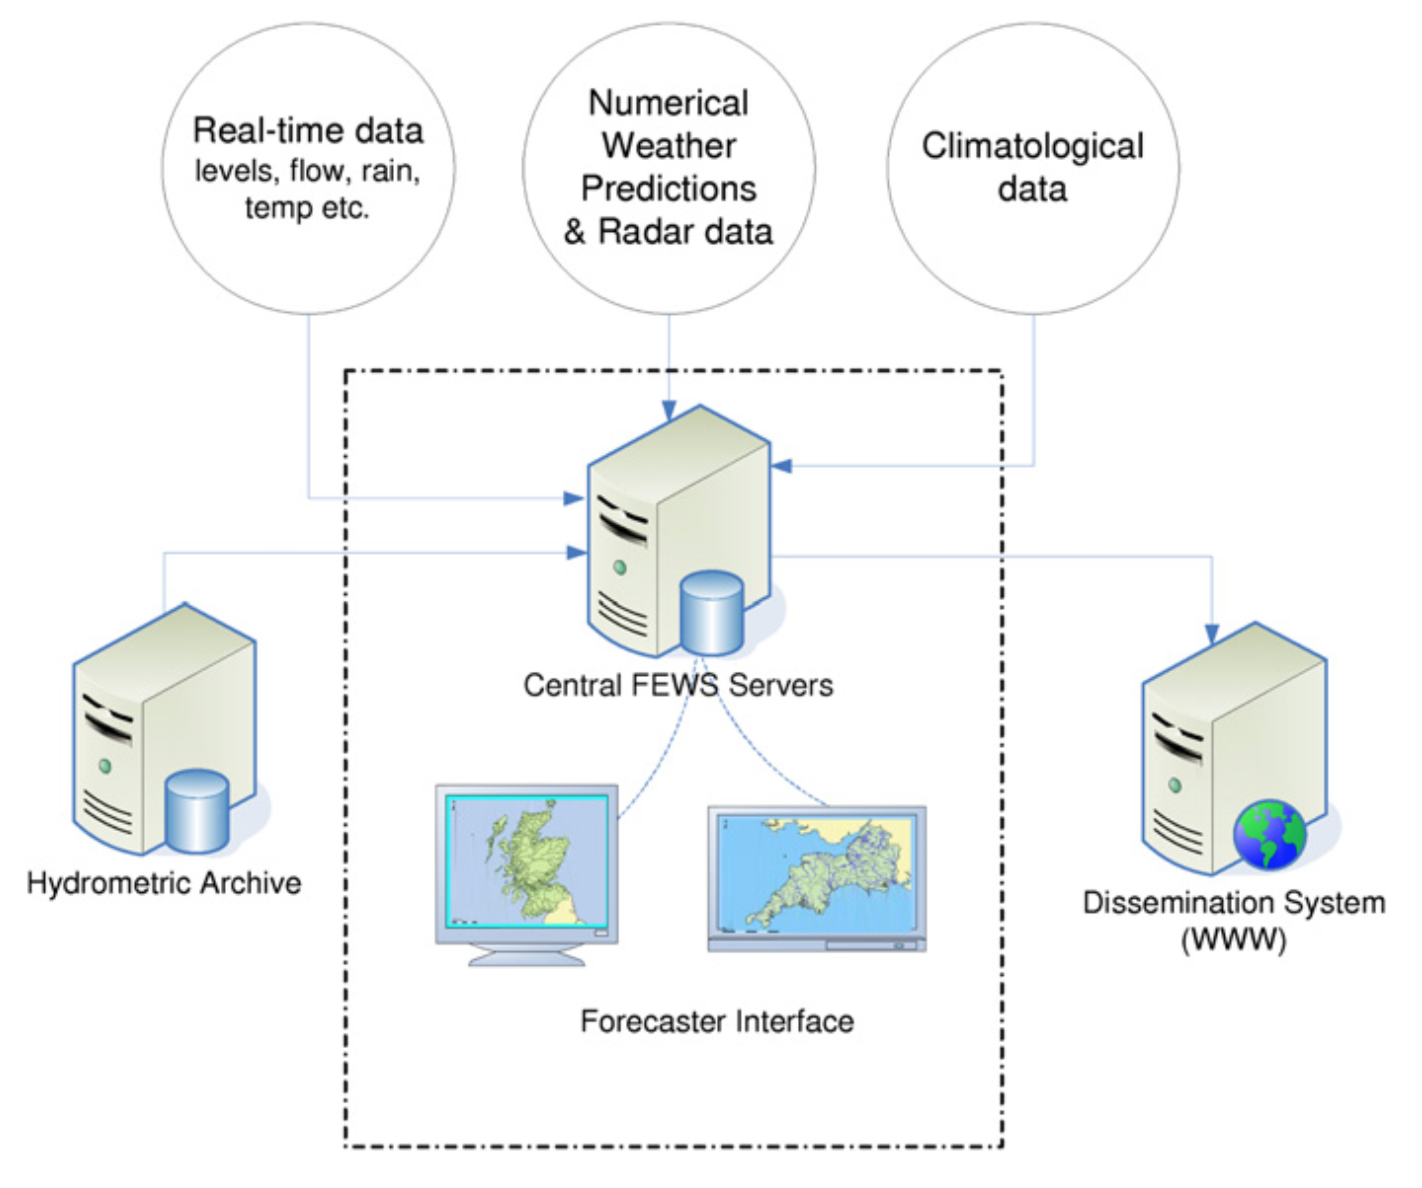 Real-time data
levels, flow, rain,
temp etc.
Numerical
Weather
Predictions
& Radar data
Climatological
data
Central FEWS Servers
Hydrometric Archive
Dissemination System
(WWW)
Forecaster Interface